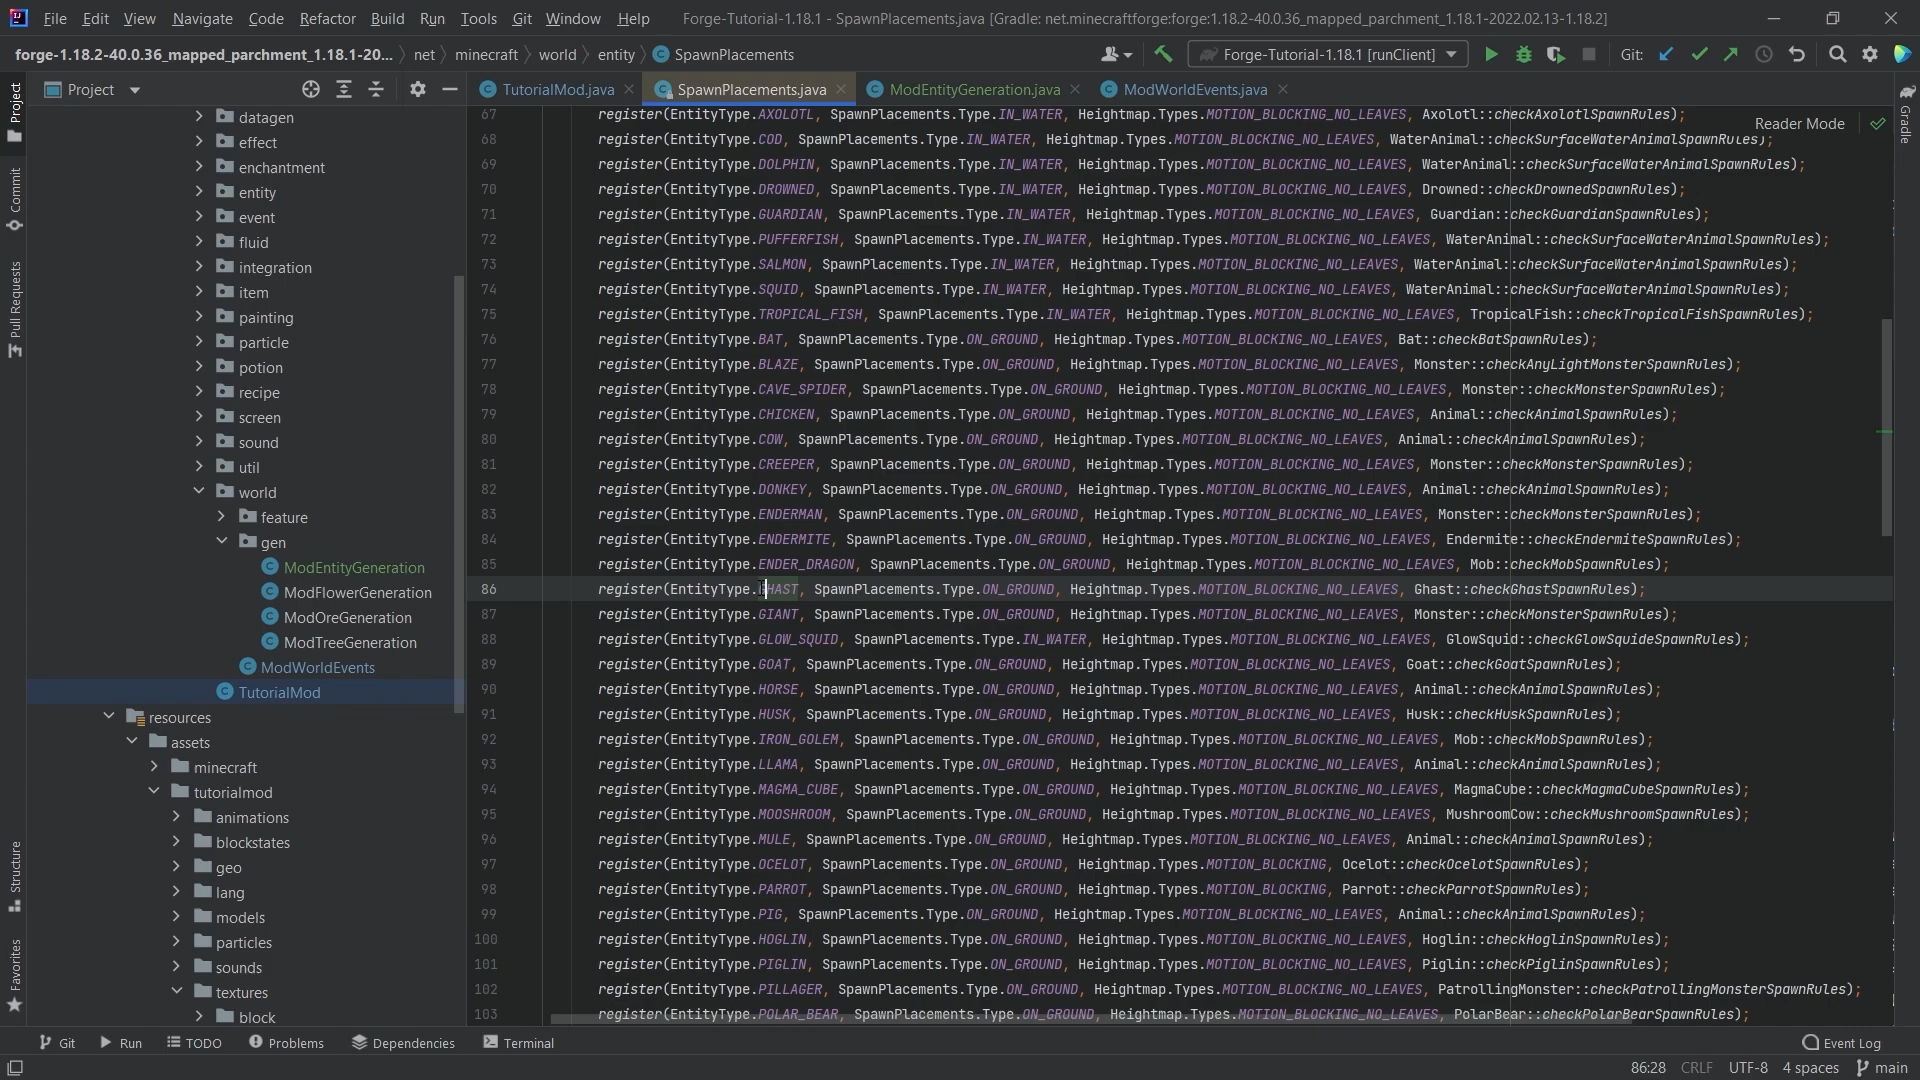 File Edit View Navigate Code Refactor Build Run Tools Git Window Help Forge-Tutorial-1.18.1 - SpawnPlacements.java [Gradle: net.minecraftforge:forge:1.18.2-40.0.36_mapped_parchment_1.18.1-2022.02.13-1.18.2]
forge-1.18.2-40.0.36_mapped_parchment_1.18.1-20... net minecraft world entity SpawnPlacements Forge-Tutorial-1.18.1 [runClient] Git:
Project TutorialMod.java SpawnPlacements.java ModEntityGeneration.java ModWorldEvents.java
Reader Mode
Project
Commit
Pull Requests
Structure
Favorites
Gradle
datagen
effect
enchantment
entity
event
fluid
integration
item
painting
particle
potion
recipe
screen
sound
util
world
feature
gen
ModEntityGeneration
ModFlowerGeneration
ModOreGeneration
ModTreeGeneration
ModWorldEvents
TutorialMod
resources
assets
minecraft
tutorialmod
animations
blockstates
geo
lang
models
particles
sounds
textures
block
67 register(EntityType.AXOLOTL, SpawnPlacements.Type.IN_WATER, Heightmap.Types.MOTION_BLOCKING_NO_LEAVES, Axolotl::checkAxolotlSpawnRules);
68 register(EntityType.COD, SpawnPlacements.Type.IN_WATER, Heightmap.Types.MOTION_BLOCKING_NO_LEAVES, WaterAnimal::checkSurfaceWaterAnimalSpawnRules);
69 register(EntityType.DOLPHIN, SpawnPlacements.Type.IN_WATER, Heightmap.Types.MOTION_BLOCKING_NO_LEAVES, WaterAnimal::checkSurfaceWaterAnimalSpawnRules);
70 register(EntityType.DROWNED, SpawnPlacements.Type.IN_WATER, Heightmap.Types.MOTION_BLOCKING_NO_LEAVES, Drowned::checkDrownedSpawnRules);
71 register(EntityType.GUARDIAN, SpawnPlacements.Type.IN_WATER, Heightmap.Types.MOTION_BLOCKING_NO_LEAVES, Guardian::checkGuardianSpawnRules);
72 register(EntityType.PUFFERFISH, SpawnPlacements.Type.IN_WATER, Heightmap.Types.MOTION_BLOCKING_NO_LEAVES, WaterAnimal::checkSurfaceWaterAnimalSpawnRules);
73 register(EntityType.SALMON, SpawnPlacements.Type.IN_WATER, Heightmap.Types.MOTION_BLOCKING_NO_LEAVES, WaterAnimal::checkSurfaceWaterAnimalSpawnRules);
74 register(EntityType.SQUID, SpawnPlacements.Type.IN_WATER, Heightmap.Types.MOTION_BLOCKING_NO_LEAVES, WaterAnimal::checkSurfaceWaterAnimalSpawnRules);
75 register(EntityType.TROPICAL_FISH, SpawnPlacements.Type.IN_WATER, Heightmap.Types.MOTION_BLOCKING_NO_LEAVES, TropicalFish::checkTropicalFishSpawnRules);
76 register(EntityType.BAT, SpawnPlacements.Type.ON_GROUND, Heightmap.Types.MOTION_BLOCKING_NO_LEAVES, Bat::checkBatSpawnRules);
77 register(EntityType.BLAZE, SpawnPlacements.Type.ON_GROUND, Heightmap.Types.MOTION_BLOCKING_NO_LEAVES, Monster::checkAnyLightMonsterSpawnRules);
78 register(EntityType.CAVE_SPIDER, SpawnPlacements.Type.ON_GROUND, Heightmap.Types.MOTION_BLOCKING_NO_LEAVES, Monster::checkMonsterSpawnRules);
79 register(EntityType.CHICKEN, SpawnPlacements.Type.ON_GROUND, Heightmap.Types.MOTION_BLOCKING_NO_LEAVES, Animal::checkAnimalSpawnRules);
80 register(EntityType.COW, SpawnPlacements.Type.ON_GROUND, Heightmap.Types.MOTION_BLOCKING_NO_LEAVES, Animal::checkAnimalSpawnRules);
81 register(EntityType.CREEPER, SpawnPlacements.Type.ON_GROUND, Heightmap.Types.MOTION_BLOCKING_NO_LEAVES, Monster::checkMonsterSpawnRules);
82 register(EntityType.DONKEY, SpawnPlacements.Type.ON_GROUND, Heightmap.Types.MOTION_BLOCKING_NO_LEAVES, Animal::checkAnimalSpawnRules);
83 register(EntityType.ENDERMAN, SpawnPlacements.Type.ON_GROUND, Heightmap.Types.MOTION_BLOCKING_NO_LEAVES, Monster::checkMonsterSpawnRules);
84 register(EntityType.ENDERMITE, SpawnPlacements.Type.ON_GROUND, Heightmap.Types.MOTION_BLOCKING_NO_LEAVES, Endermite::checkEndermiteSpawnRules);
85 register(EntityType.ENDER_DRAGON, SpawnPlacements.Type.ON_GROUND, Heightmap.Types.MOTION_BLOCKING_NO_LEAVES, Mob::checkMobSpawnRules);
86 register(EntityType.GHAST, SpawnPlacements.Type.ON_GROUND, Heightmap.Types.MOTION_BLOCKING_NO_LEAVES, Ghast::checkGhastSpawnRules);
87 register(EntityType.GIANT, SpawnPlacements.Type.ON_GROUND, Heightmap.Types.MOTION_BLOCKING_NO_LEAVES, Monster::checkMonsterSpawnRules);
88 register(EntityType.GLOW_SQUID, SpawnPlacements.Type.IN_WATER, Heightmap.Types.MOTION_BLOCKING_NO_LEAVES, GlowSquid::checkGlowSquideSpawnRules);
89 register(EntityType.GOAT, SpawnPlacements.Type.ON_GROUND, Heightmap.Types.MOTION_BLOCKING_NO_LEAVES, Goat::checkGoatSpawnRules);
90 register(EntityType.HORSE, SpawnPlacements.Type.ON_GROUND, Heightmap.Types.MOTION_BLOCKING_NO_LEAVES, Animal::checkAnimalSpawnRules);
91 register(EntityType.HUSK, SpawnPlacements.Type.ON_GROUND, Heightmap.Types.MOTION_BLOCKING_NO_LEAVES, Husk::checkHuskSpawnRules);
92 register(EntityType.IRON_GOLEM, SpawnPlacements.Type.ON_GROUND, Heightmap.Types.MOTION_BLOCKING_NO_LEAVES, Mob::checkMobSpawnRules);
93 register(EntityType.LLAMA, SpawnPlacements.Type.ON_GROUND, Heightmap.Types.MOTION_BLOCKING_NO_LEAVES, Animal::checkAnimalSpawnRules);
94 register(EntityType.MAGMA_CUBE, SpawnPlacements.Type.ON_GROUND, Heightmap.Types.MOTION_BLOCKING_NO_LEAVES, MagmaCube::checkMagmaCubeSpawnRules);
95 register(EntityType.MOOSHROOM, SpawnPlacements.Type.ON_GROUND, Heightmap.Types.MOTION_BLOCKING_NO_LEAVES, MushroomCow::checkMushroomSpawnRules);
96 register(EntityType.MULE, SpawnPlacements.Type.ON_GROUND, Heightmap.Types.MOTION_BLOCKING_NO_LEAVES, Animal::checkAnimalSpawnRules);
97 register(EntityType.OCELOT, SpawnPlacements.Type.ON_GROUND, Heightmap.Types.MOTION_BLOCKING, Ocelot::checkOcelotSpawnRules);
98 register(EntityType.PARROT, SpawnPlacements.Type.ON_GROUND, Heightmap.Types.MOTION_BLOCKING, Parrot::checkParrotSpawnRules);
99 register(EntityType.PIG, SpawnPlacements.Type.ON_GROUND, Heightmap.Types.MOTION_BLOCKING_NO_LEAVES, Animal::checkAnimalSpawnRules);
100 register(EntityType.HOGLIN, SpawnPlacements.Type.ON_GROUND, Heightmap.Types.MOTION_BLOCKING_NO_LEAVES, Hoglin::checkHoglinSpawnRules);
101 register(EntityType.PIGLIN, SpawnPlacements.Type.ON_GROUND, Heightmap.Types.MOTION_BLOCKING_NO_LEAVES, Piglin::checkPiglinSpawnRules);
102 register(EntityType.PILLAGER, SpawnPlacements.Type.ON_GROUND, Heightmap.Types.MOTION_BLOCKING_NO_LEAVES, PatrollingMonster::checkPatrollingMonsterSpawnRules);
103 register(EntityType.POLAR_BEAR, SpawnPlacements.Type.ON_GROUND, Heightmap.Types.MOTION_BLOCKING_NO_LEAVES, PolarBear::checkPolarBearSpawnRules);
Git Run TODO Problems Dependencies Terminal Event Log
86:28 CRLF UTF-8 4 spaces main